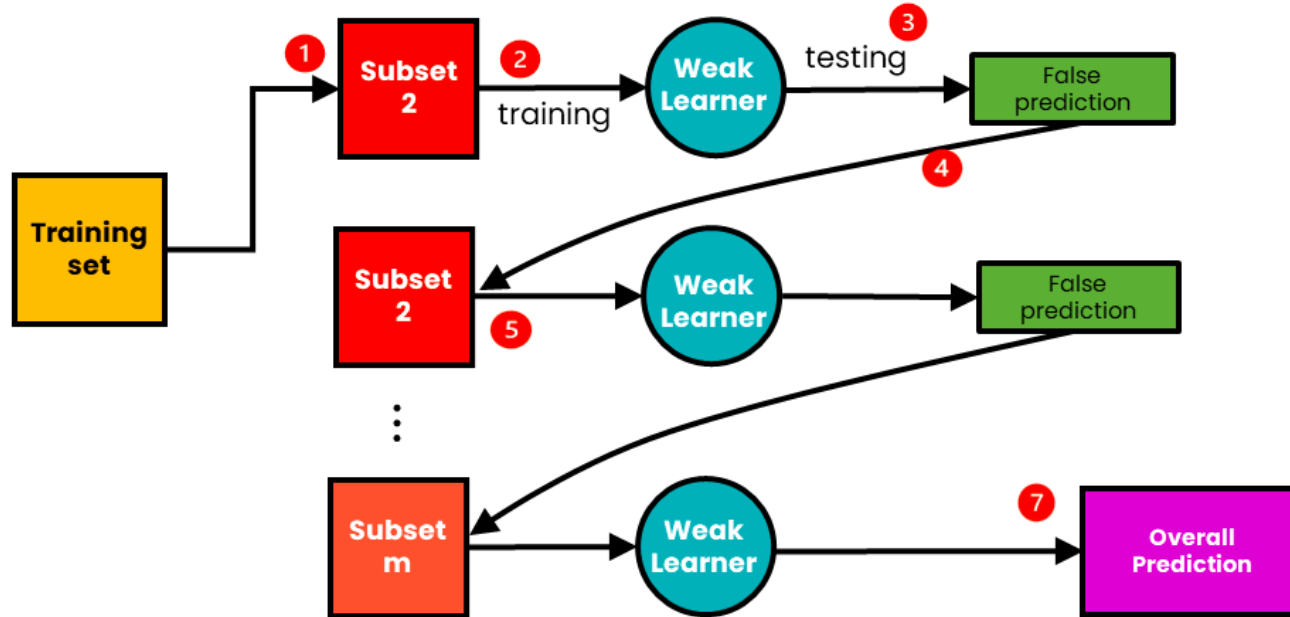 1
Subset
2
2
training
Weak
Learner
3
testing
False
prediction
4
Training
set
Subset
2
5
Weak
Learner
False
prediction
Subset
m
Weak
Learner
7
Overall
Prediction